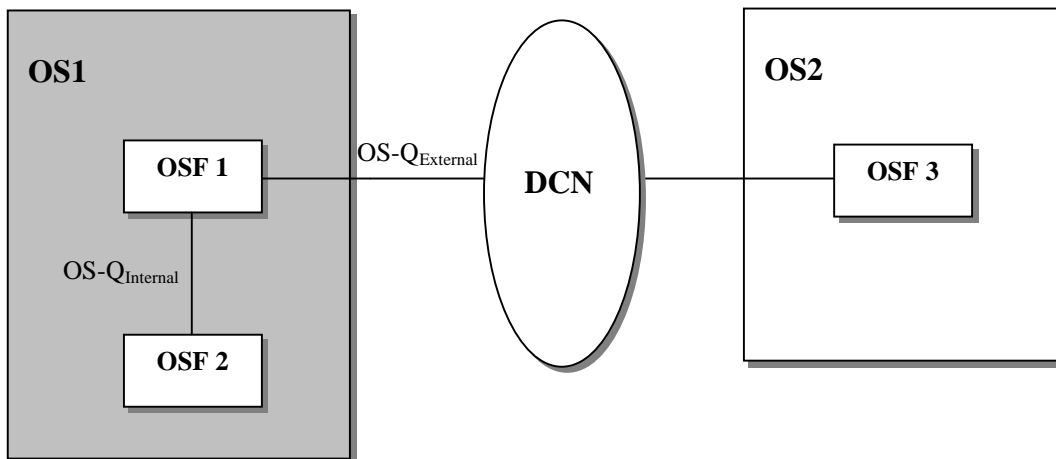 OS1
OS2
OSF 1
OS-QExternal
DCN
OSF 3
OS-QInternal
OSF 2